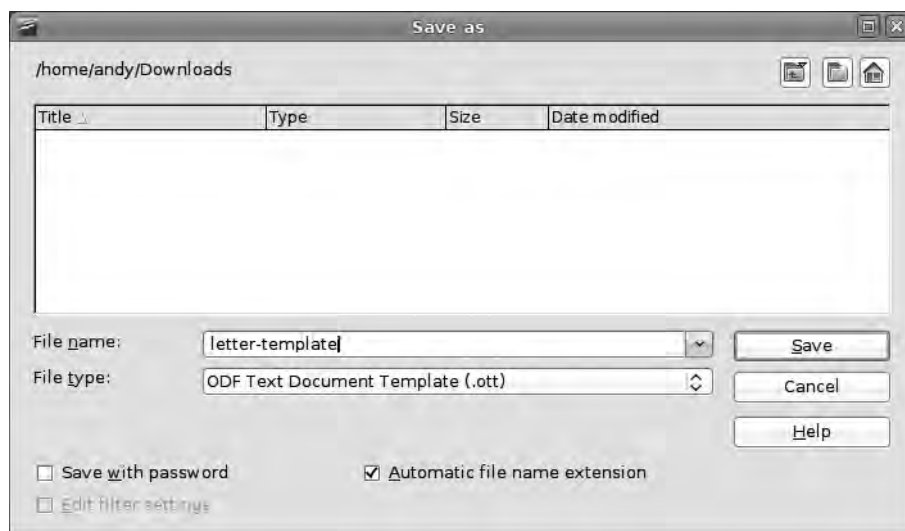 Save as
/home/andy/Downloads
Title Type Size Date modified
File name: letter-template Save
File type: ODF Text Document Template (.ott) Cancel
Help
Save with password Automatic file name extension
Edit filter settings